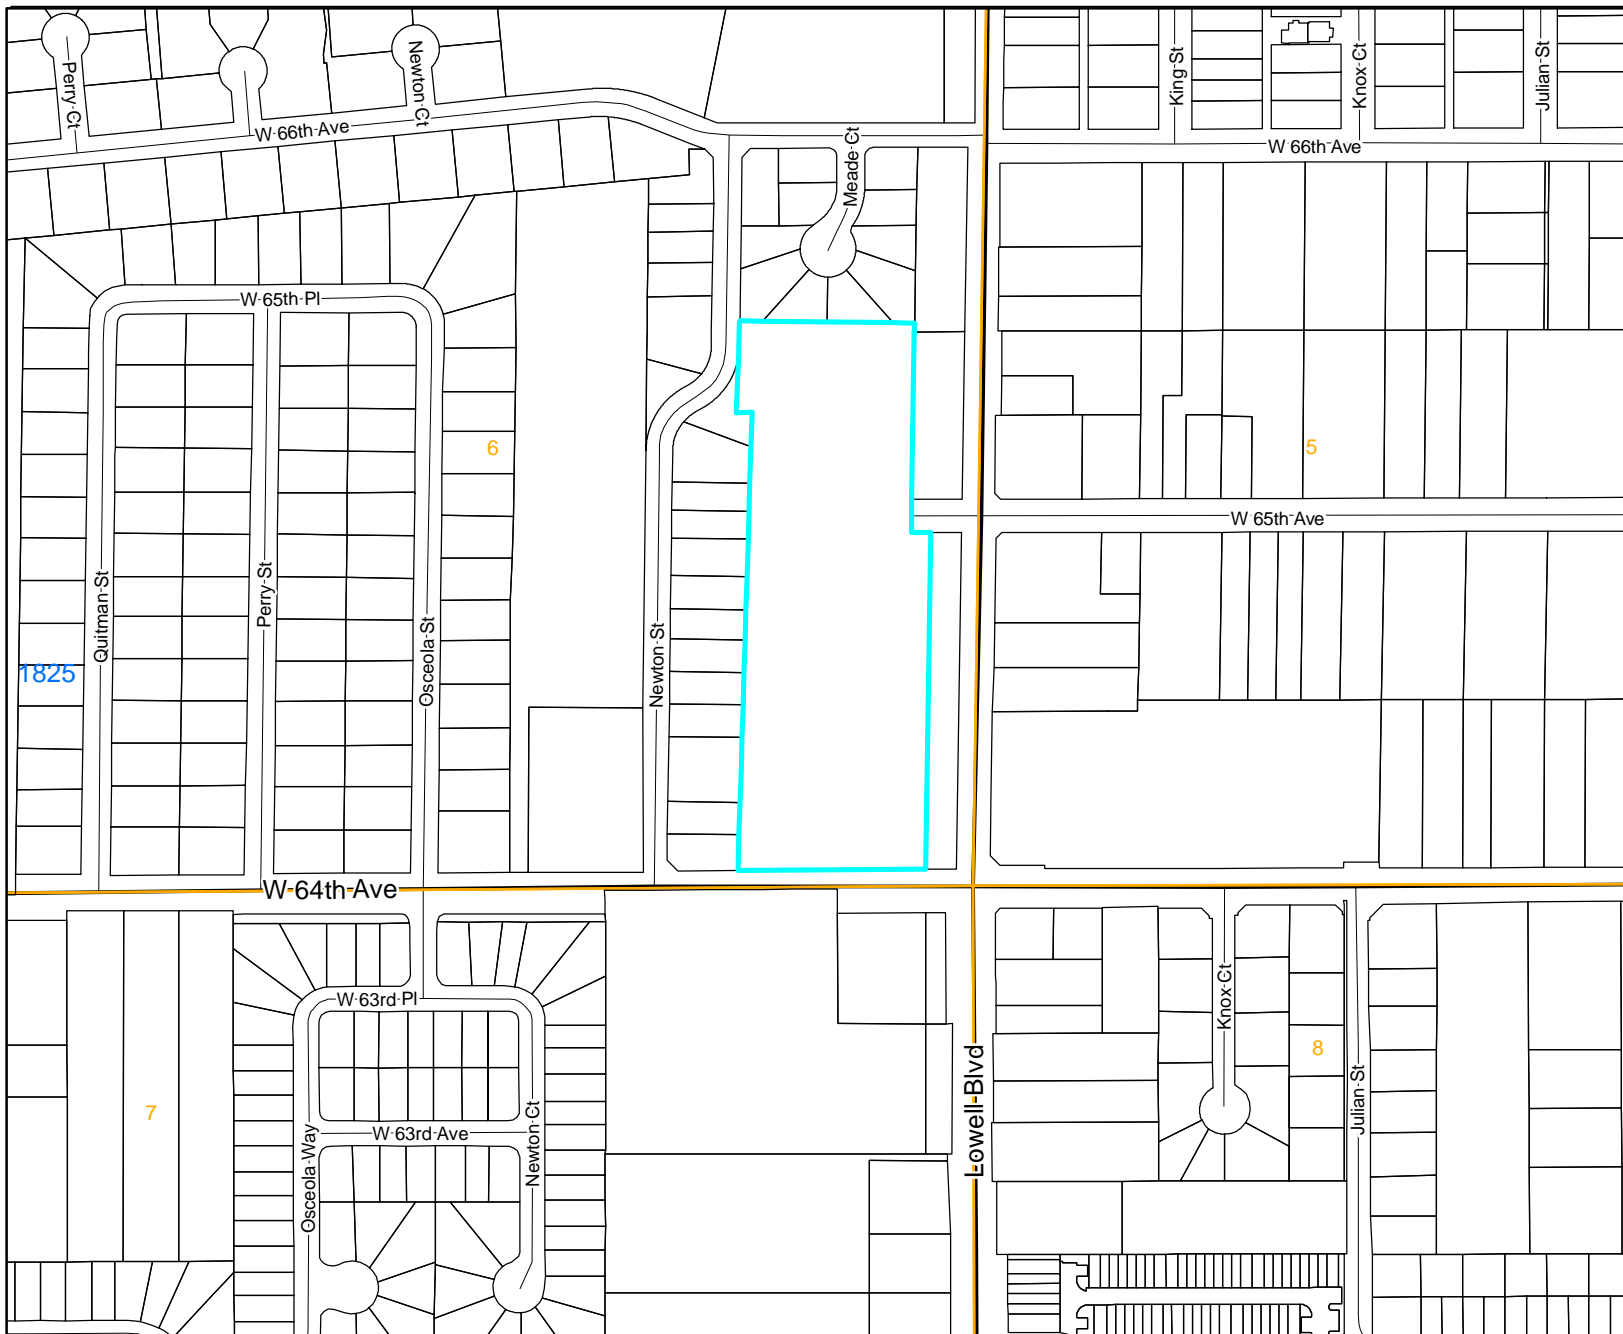 Perry Ct
Newton Ct
W 66th Ave
Meade Ct
King St
Knox Ct
Julian St
W 66th Ave
W 65th Pl
6
5
W 65th Ave
Quitman St
Perry St
Osceola St
Newton St
1825
W 64th Ave
W 63rd Pl
Knox Ct
8
Lowell Blvd
Julian St
7
W 63rd Ave
Osceola Way
Newton Ct